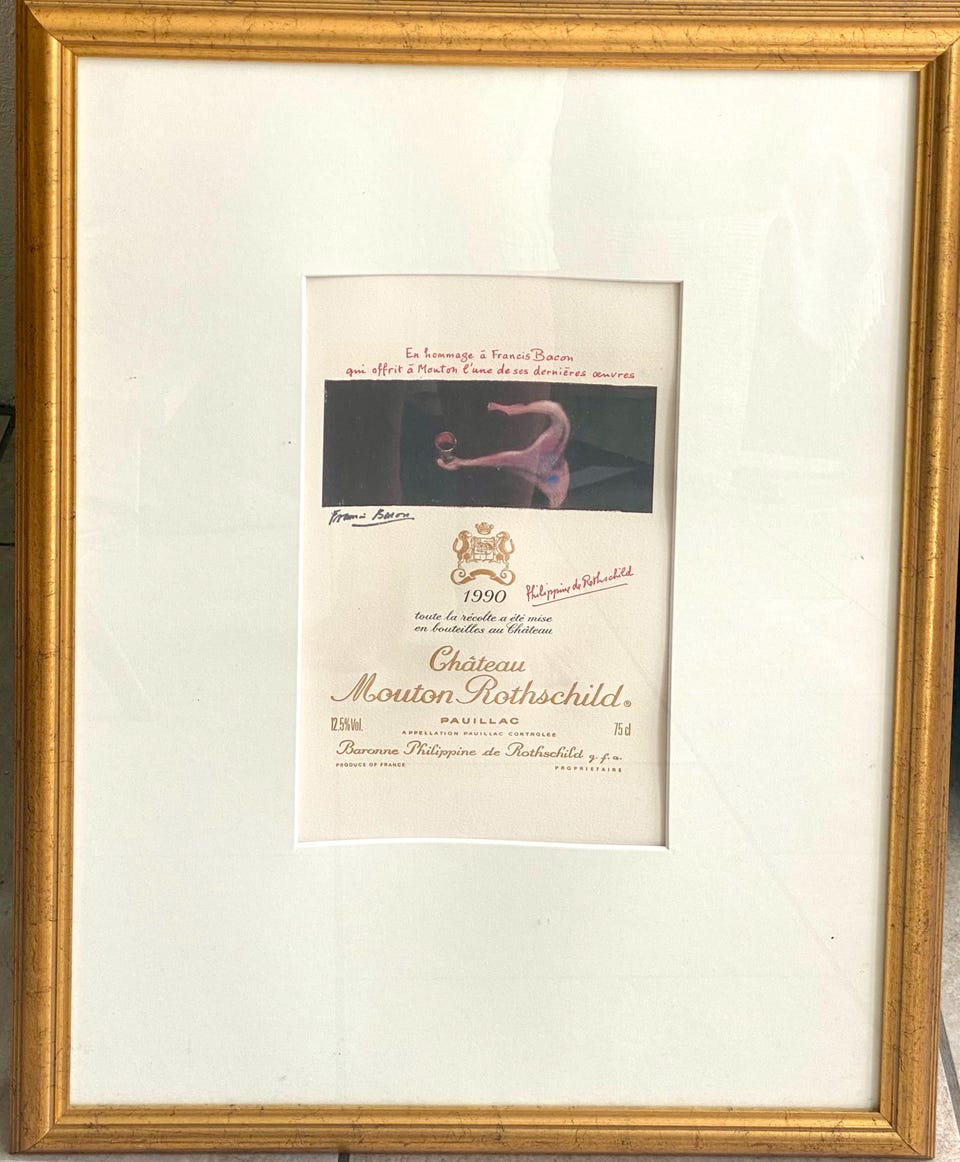 En hommage à Francis Bacon
qui offrit à Mouton l'une de ses dernières œuvres
Francis Bacon
1990
Philippine de Rothschild
toute la récolte a été mise
en bouteilles au Château
Château
Mouton Rothschild®
PAUILLAC
12.5% Vol.
APPELLATION PAUILLAC CONTROLÉE
75 cl
Baronne Philippine de Rothschild g.f.a.
PRODUCE OF FRANCE
PROPRIÉTAIRE